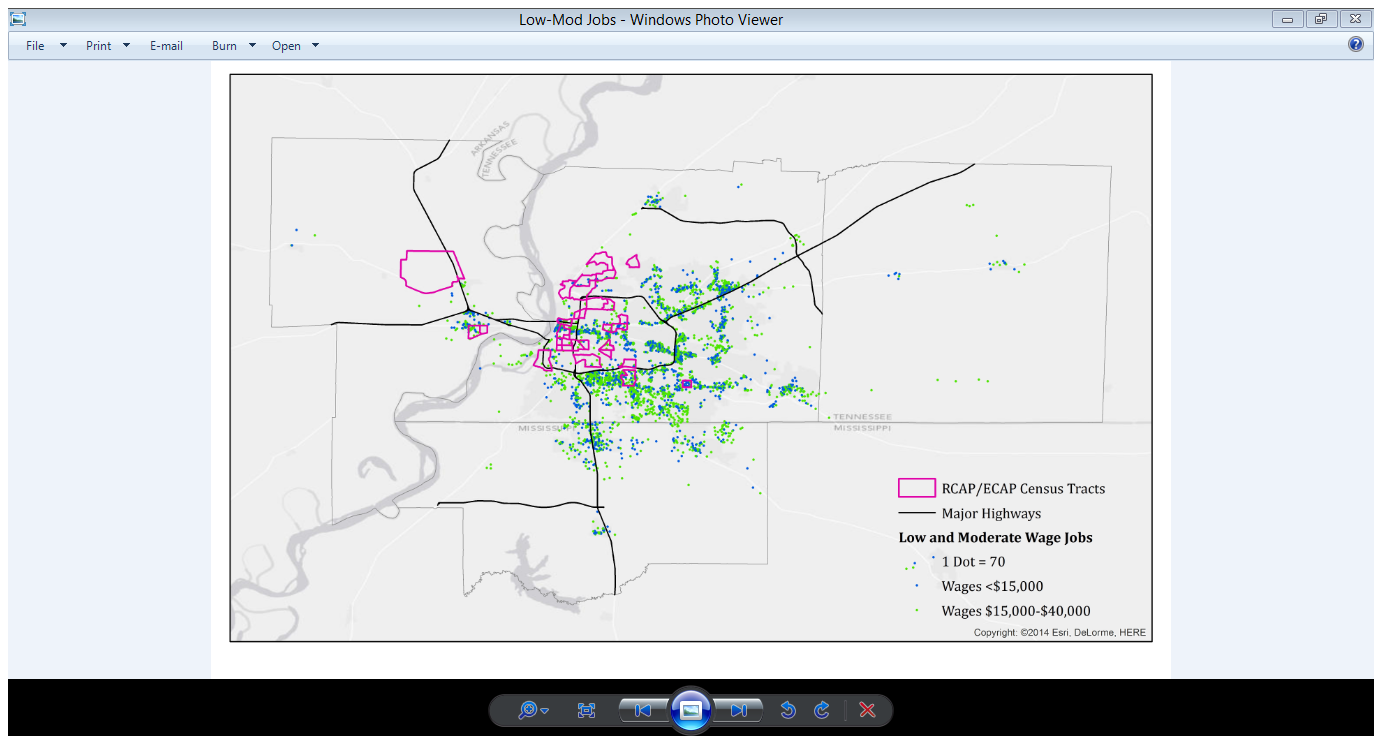 Low-Mod Jobs - Windows Photo Viewer
File Print E-mail Burn Open
ARKANSAS
TENNESSEE
TENNESSEE
MISSISSIPPI
MISSISSIPPI
RCAP/ECAP Census Tracts
Major Highways
Low and Moderate Wage Jobs
1 Dot = 70
Wages <$15,000
Wages $15,000-$40,000
Copyright: ©2014 Esri, DeLorme, HERE